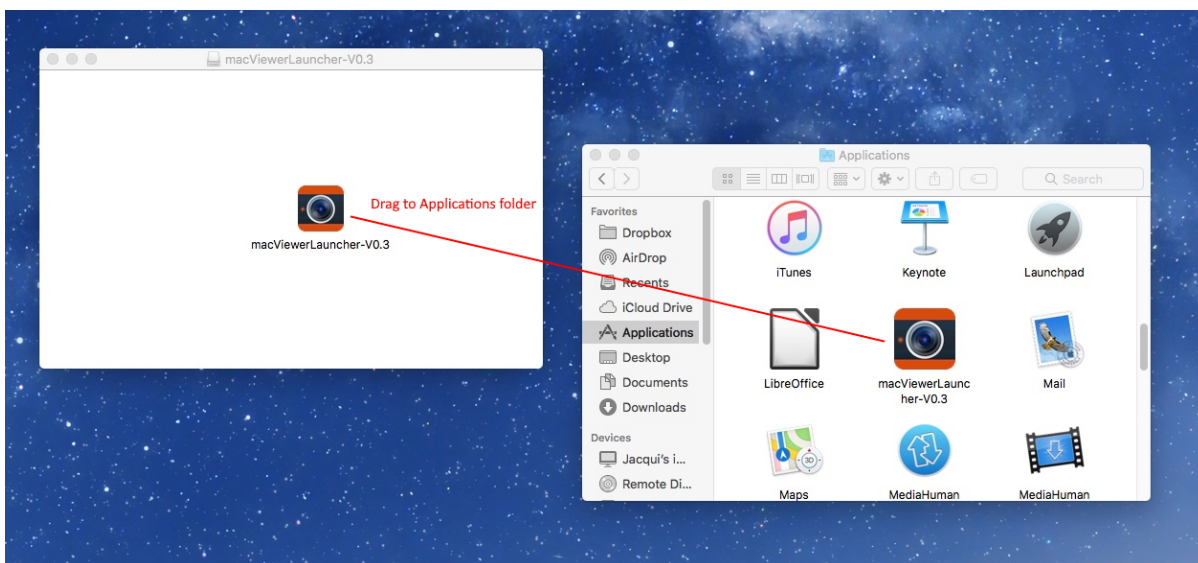 macViewerLauncher-V0.3
Drag to Applications folder
macViewerLauncher-V0.3
Applications
Search
Favorites
Dropbox
AirDrop
Recents
iCloud Drive
Applications
Desktop
Documents
Downloads
Devices
Jacqui's i...
Remote Di...
iTunes
Keynote
Launchpad
LibreOffice
macViewerLaunc
her-V0.3
Mail
3D
Maps
MediaHuman
MediaHuman